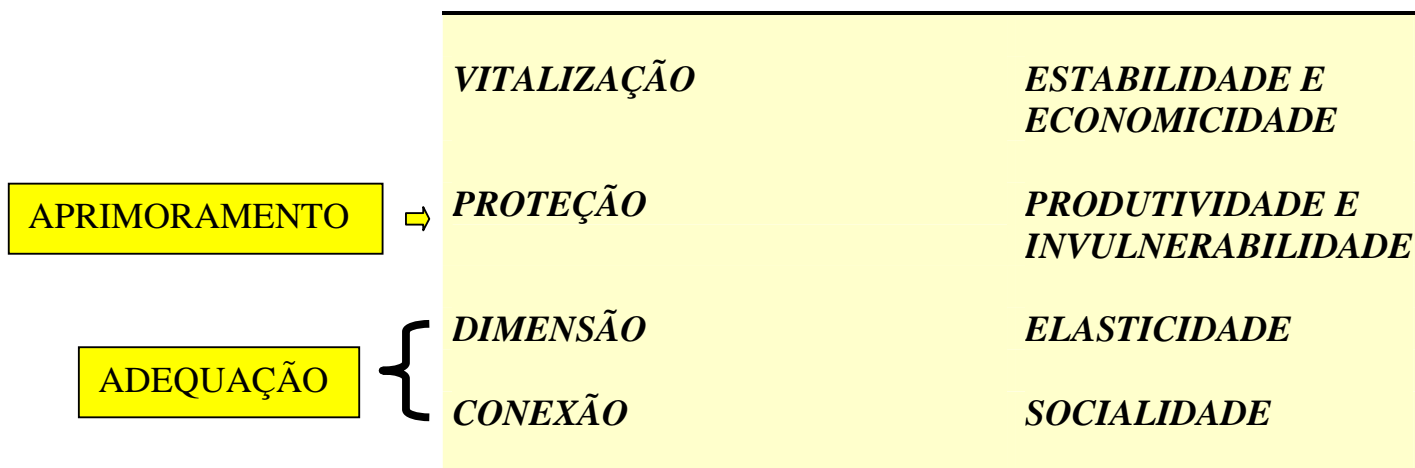 VITALIZAÇÃO ESTABILIDADE E
ECONOMICIDADE
APRIMORAMENTO PROTEÇÃO PRODUTIVIDADE E
INVULNERABILIDADE
DIMENSÃO ELASTICIDADE
ADEQUAÇÃO
CONEXÃO SOCIALIDADE